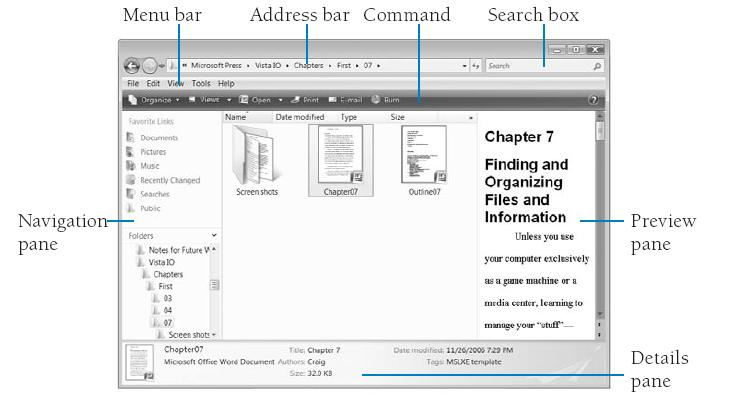 Menu bar Address bar Command Search box
« Microsoft Press ▸ Vista IO ▸ Chapters ▸ First ▸ 07 ▸ Search
File Edit View Tools Help
Organize Views Open Print E-mail Burn
Favorite Links
Documents
Pictures
Music
Recently Changed
Searches
Public
Navigation
pane
Folders
Notes for Future W
Vista IO
Chapters
First
03
04
07
Screen shots
Name Date modified Type Size »
Screen shots Chapter07 Outline07
Chapter 7
Finding and
Organizing
Files and
Information
Unless you use
your computer exclusively
as a game machine or a
media center, learning to
manage your “stuff”—
Preview
pane
Chapter07 Title: Chapter 7 Date modified: 11/26/2006 7:29 PM
Microsoft Office Word Document Authors: Craig Tags: MSLXE template
Size: 32.0 KB
Details
pane